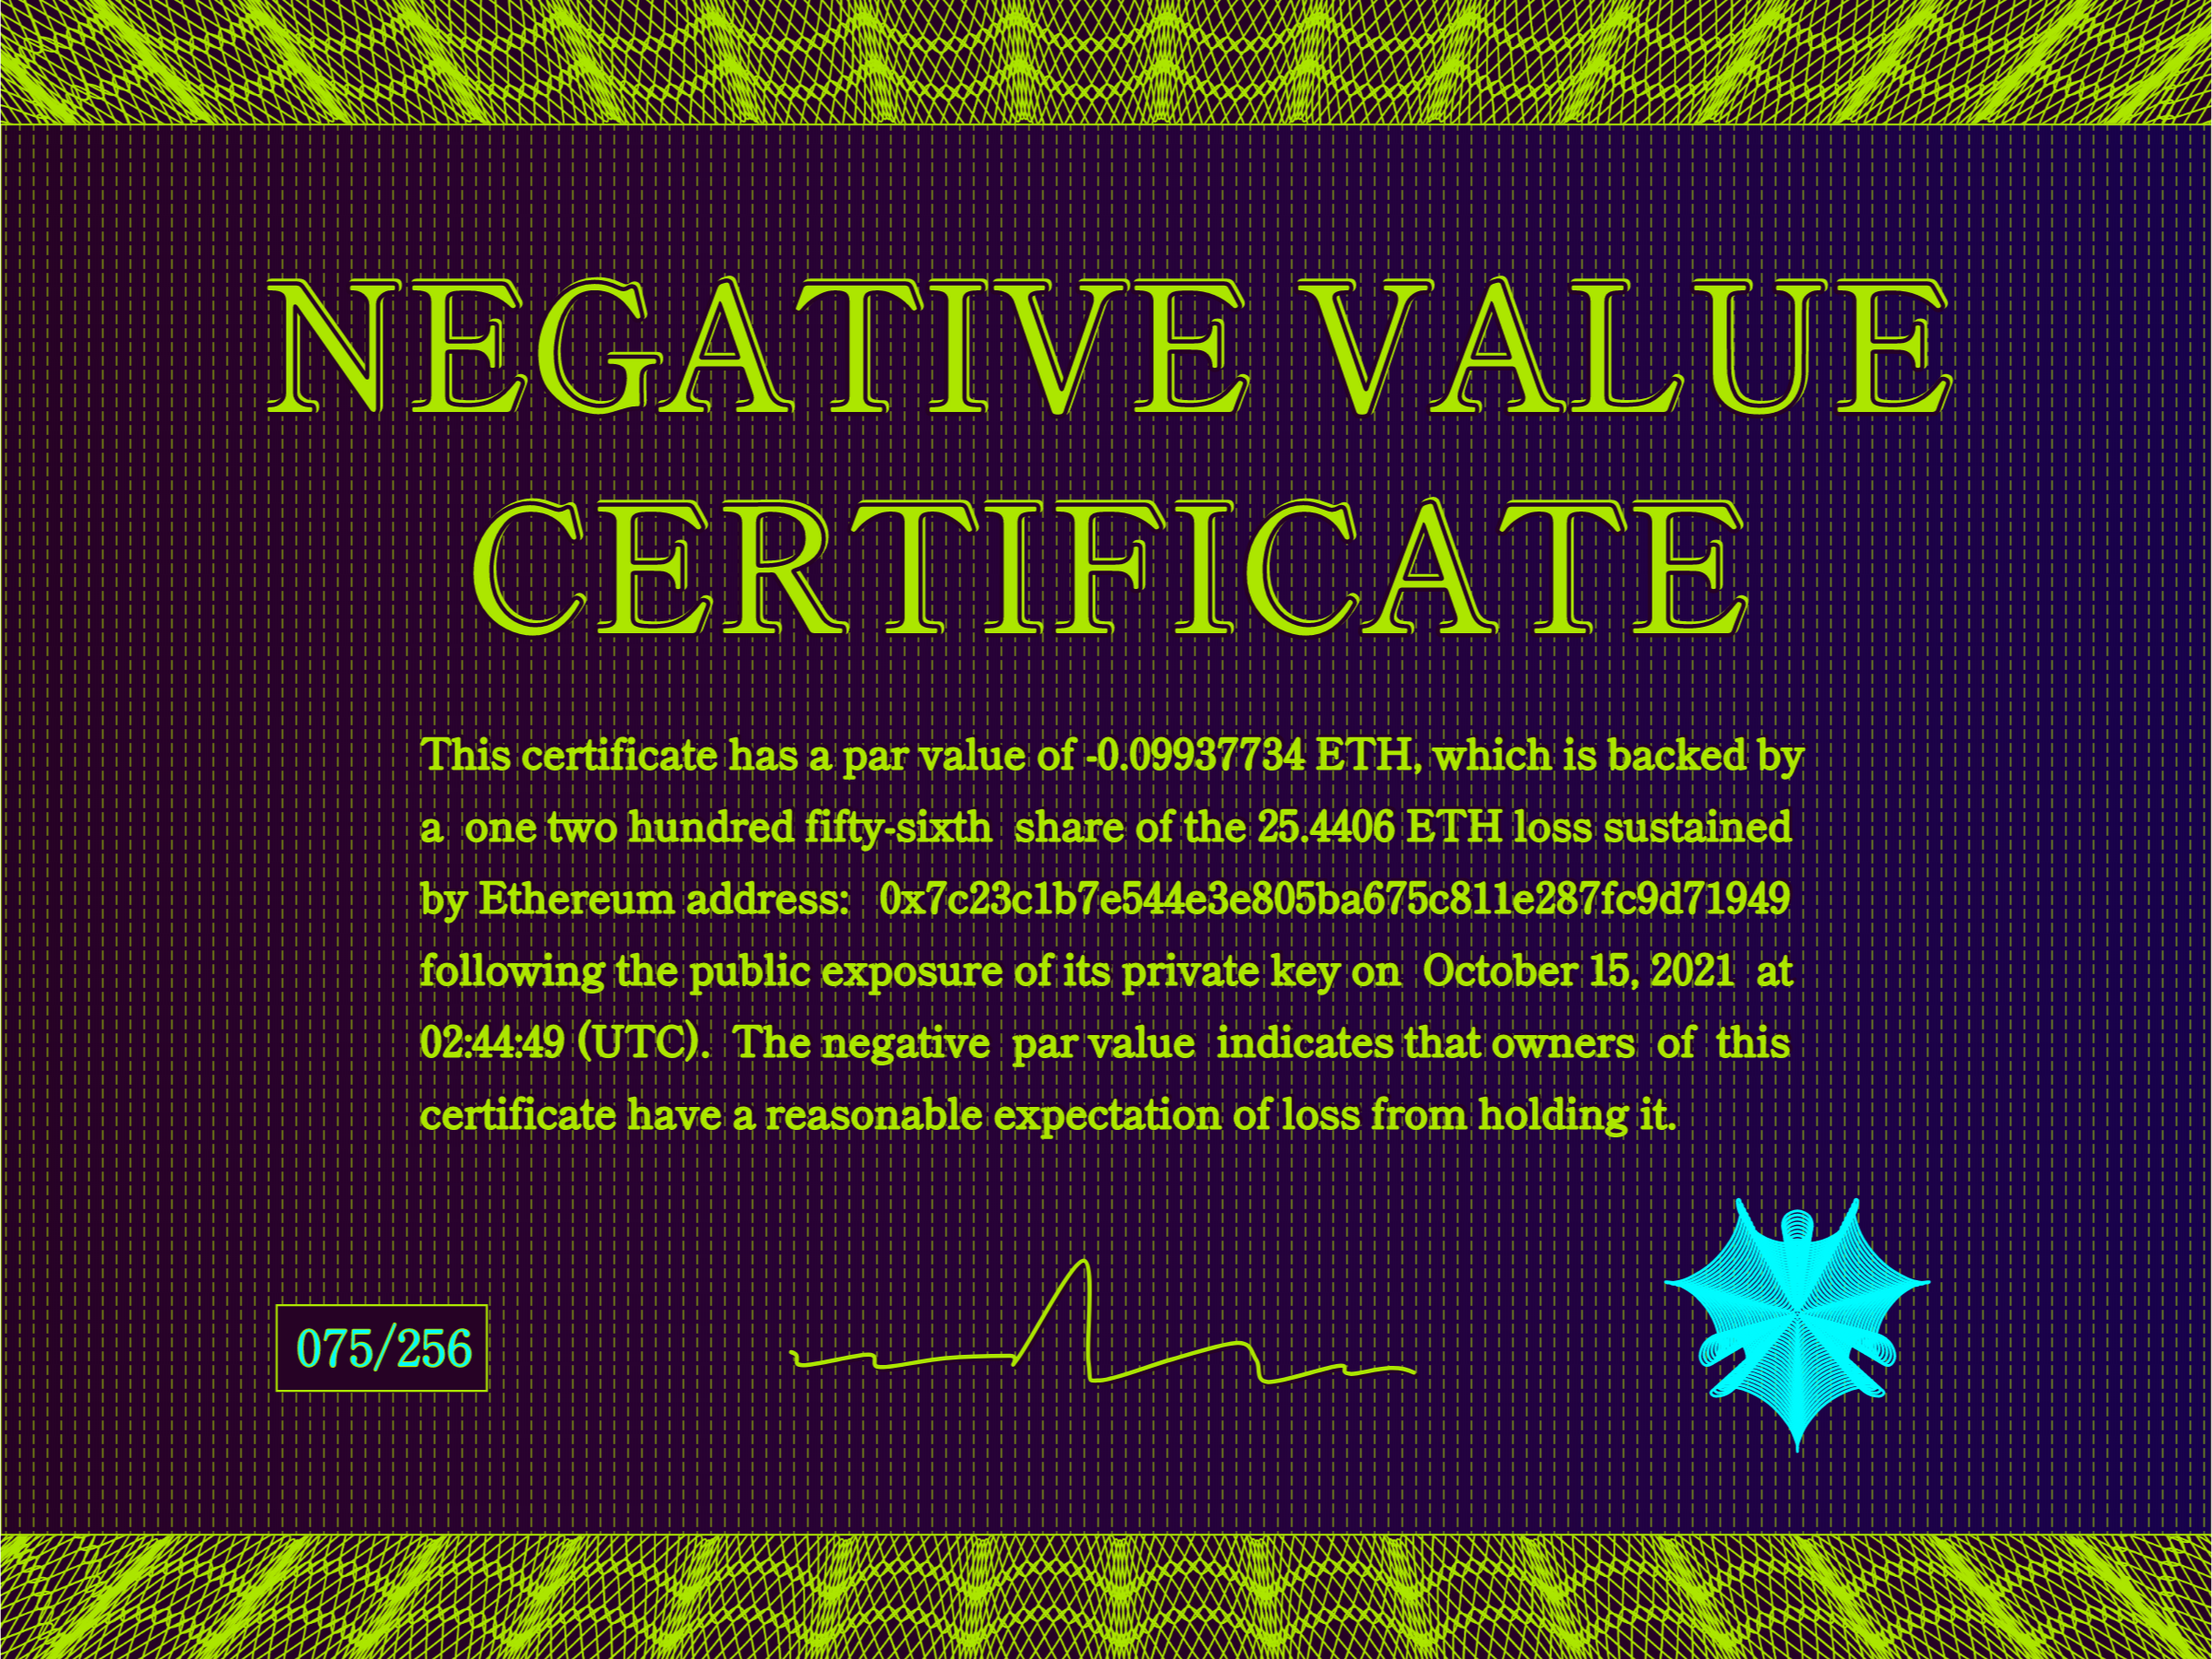 NEGATIVE VALUE
CERTIFICATE
This certificate has a par value of -0.09937734 ETH, which is backed by
a one two hundred fifty-sixth share of the 25.4406 ETH loss sustained
by Ethereum address: 0x7c23c1b7e544e3e805ba675c811e287fc9d71949
following the public exposure of its private key on October 15, 2021 at
02:44:49 (UTC). The negative par value indicates that owners of this
certificate have a reasonable expectation of loss from holding it.
075/256